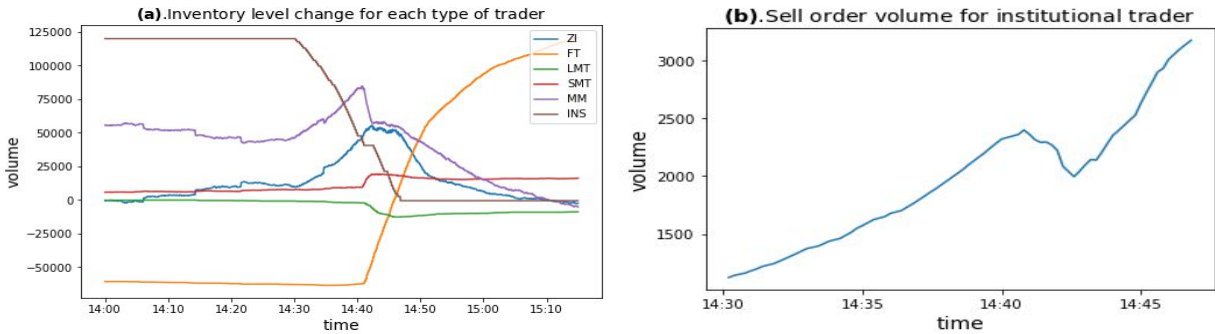 (a).Inventory level change for each type of trader
125000
100000
75000
50000
25000
0
−25000
−50000
volume
ZI
FT
LMT
SMT
MM
INS
14:00
14:10
14:20
14:30
14:40
14:50
15:00
15:10
time
(b).Sell order volume for institutional trader
3000
2500
2000
1500
volume
14:30
14:35
14:40
14:45
time